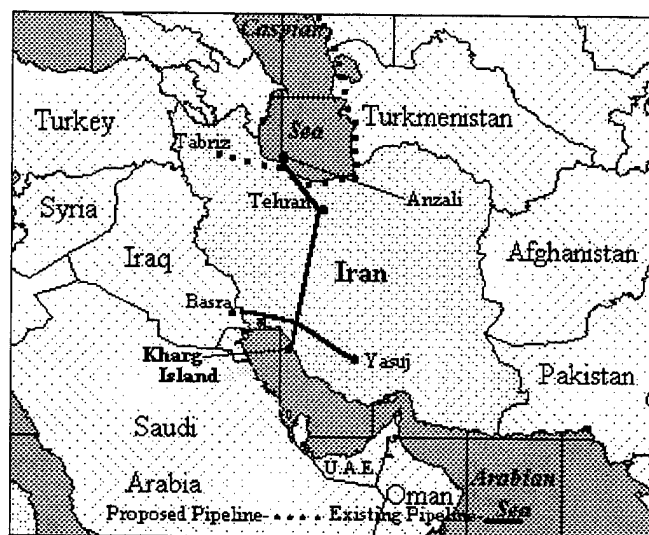 Caspian
Turkey
Turkmenistan
Tabriz
Sea
Syria
Tehran
Anzali
Iraq
Iran
Afghanistan
Basra
Kharg
Island
Yasuj
Pakistan
Saudi
Arabia
U.A.E.
Oman
Arabian
Sea
Proposed Pipeline- Existing Pipeline-